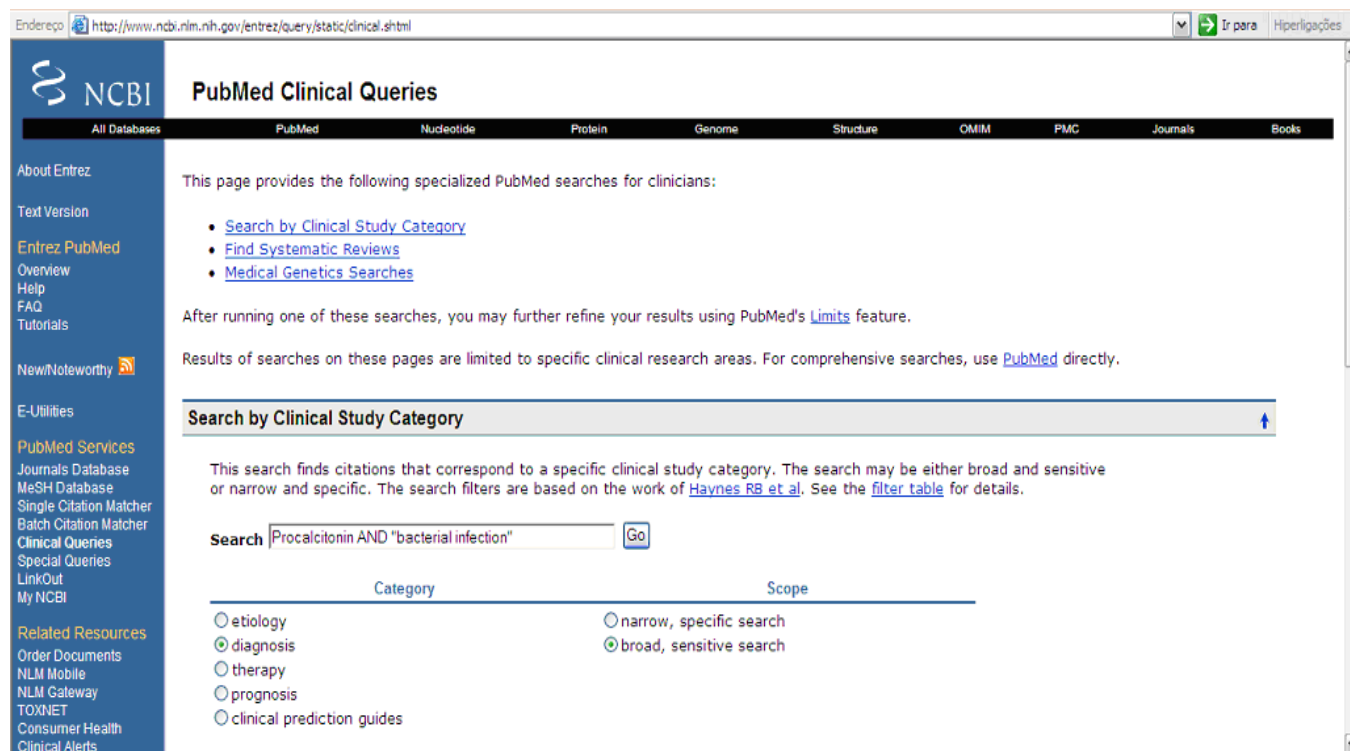 Endereço http://www.ncbi.nlm.nih.gov/entrez/query/static/clinical.shtml Ir para Hiperligações
NCBI PubMed Clinical Queries
All Databases PubMed Nucleotide Protein Genome Structure OMIM PMC Journals Books
About Entrez
Text Version
Entrez PubMed
Overview
Help
FAQ
Tutorials
New/Noteworthy
E-Utilities
PubMed Services
Journals Database
MeSH Database
Single Citation Matcher
Batch Citation Matcher
Clinical Queries
Special Queries
LinkOut
My NCBI
Related Resources
Order Documents
NLM Mobile
NLM Gateway
TOXNET
Consumer Health
Clinical Alerts
This page provides the following specialized PubMed searches for clinicians:
• Search by Clinical Study Category
• Find Systematic Reviews
• Medical Genetics Searches
After running one of these searches, you may further refine your results using PubMed's Limits feature.
Results of searches on these pages are limited to specific clinical research areas. For comprehensive searches, use PubMed directly.
Search by Clinical Study Category
This search finds citations that correspond to a specific clinical study category. The search may be either broad and sensitive
or narrow and specific. The search filters are based on the work of Haynes RB et al. See the filter table for details.
Search Procalcitonin AND "bacterial infection" Go
Category Scope
etiology narrow, specific search
diagnosis broad, sensitive search
therapy
prognosis
clinical prediction guides